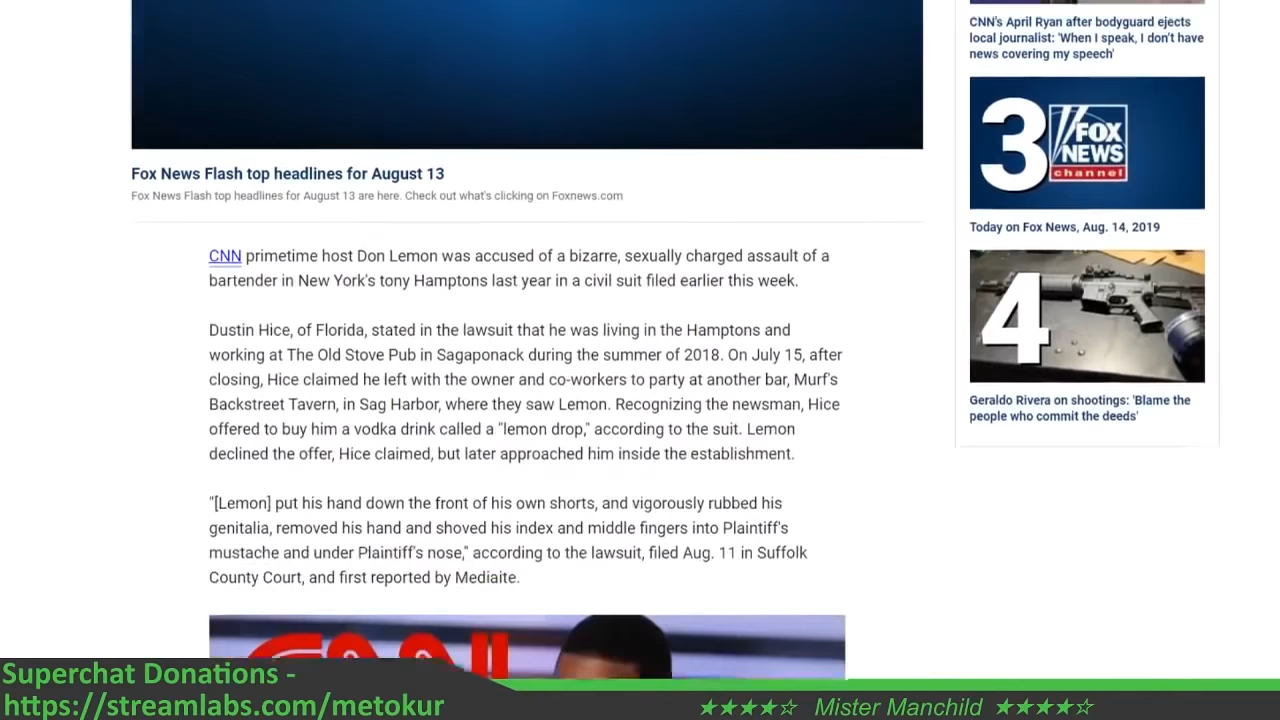 CNN's April Ryan after bodyguard ejects
local journalist: 'When I speak, I don't have
news covering my speech'
3 FOX
NEWS
channel
Today on Fox News, Aug. 14, 2019
4
Geraldo Rivera on shootings: 'Blame the
people who commit the deeds'
Fox News Flash top headlines for August 13
Fox News Flash top headlines for August 13 are here. Check out what's clicking on Foxnews.com
CNN primetime host Don Lemon was accused of a bizarre, sexually charged assault of a
bartender in New York's tony Hamptons last year in a civil suit filed earlier this week.
Dustin Hice, of Florida, stated in the lawsuit that he was living in the Hamptons and
working at The Old Stove Pub in Sagaponack during the summer of 2018. On July 15, after
closing, Hice claimed he left with the owner and co-workers to party at another bar, Murf's
Backstreet Tavern, in Sag Harbor, where they saw Lemon. Recognizing the newsman, Hice
offered to buy him a vodka drink called a "lemon drop," according to the suit. Lemon
declined the offer, Hice claimed, but later approached him inside the establishment.
"[Lemon] put his hand down the front of his own shorts, and vigorously rubbed his
genitalia, removed his hand and shoved his index and middle fingers into Plaintiff's
mustache and under Plaintiff's nose," according to the lawsuit, filed Aug. 11 in Suffolk
County Court, and first reported by Mediaite.
Superchat Donations -
https://streamlabs.com/metokur
★★★★☆ Mister Manchild ★★★★☆